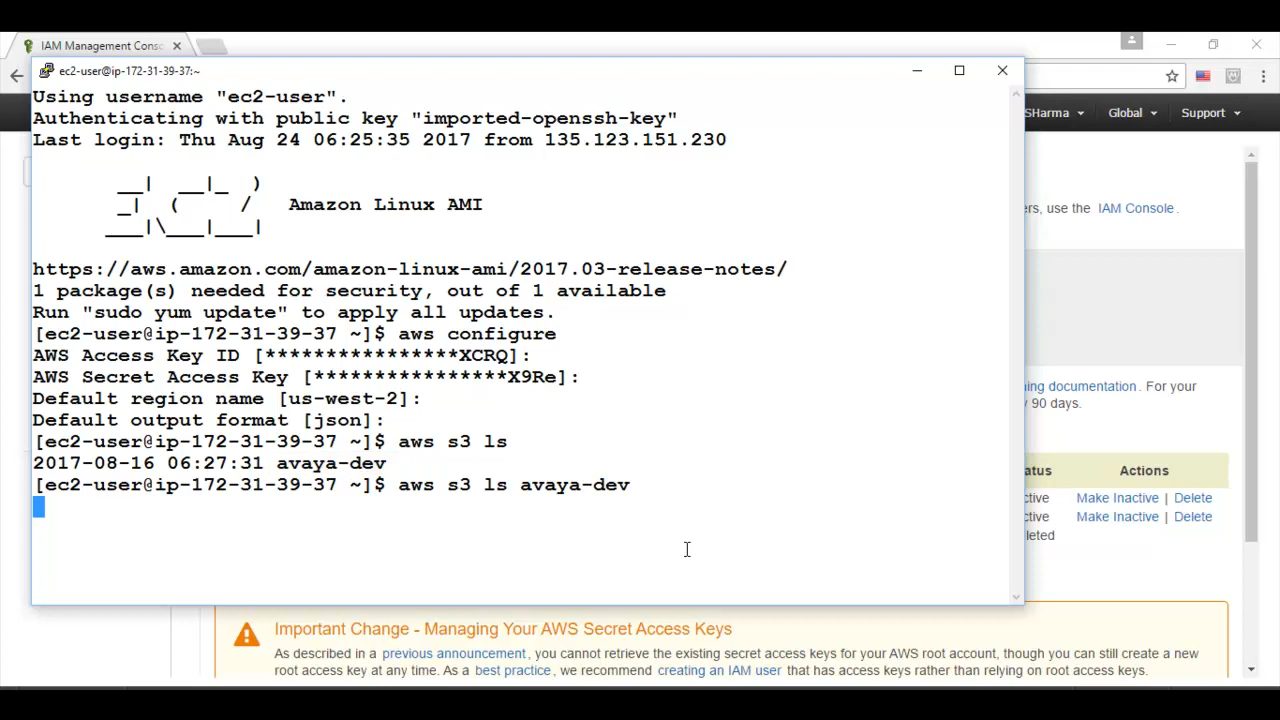 IAM Management Consc
ec2-user@ip-172-31-39-37:~
SHarma Global Support
Using username "ec2-user".
Authenticating with public key "imported-openssh-key"
Last login: Thu Aug 24 06:25:35 2017 from 135.123.151.230
__| __|_ )
_| ( / Amazon Linux AMI
___|\___|___|
https://aws.amazon.com/amazon-linux-ami/2017.03-release-notes/
1 package(s) needed for security, out of 1 available
Run "sudo yum update" to apply all updates.
[ec2-user@ip-172-31-39-37 ~]$ aws configure
AWS Access Key ID [****************XCRQ]:
AWS Secret Access Key [****************X9Re]:
Default region name [us-west-2]:
Default output format [json]:
[ec2-user@ip-172-31-39-37 ~]$ aws s3 ls
2017-08-16 06:27:31 avaya-dev
[ec2-user@ip-172-31-39-37 ~]$ aws s3 ls avaya-dev
rs, use the IAM Console.
ing documentation. For your
90 days.
atus Actions
ctive Make Inactive | Delete
ctive Make Inactive | Delete
leted
Important Change - Managing Your AWS Secret Access Keys
As described in a previous announcement, you cannot retrieve the existing secret access keys for your AWS root account, though you can still create a new
root access key at any time. As a best practice, we recommend creating an IAM user that has access keys rather than relying on root access keys.